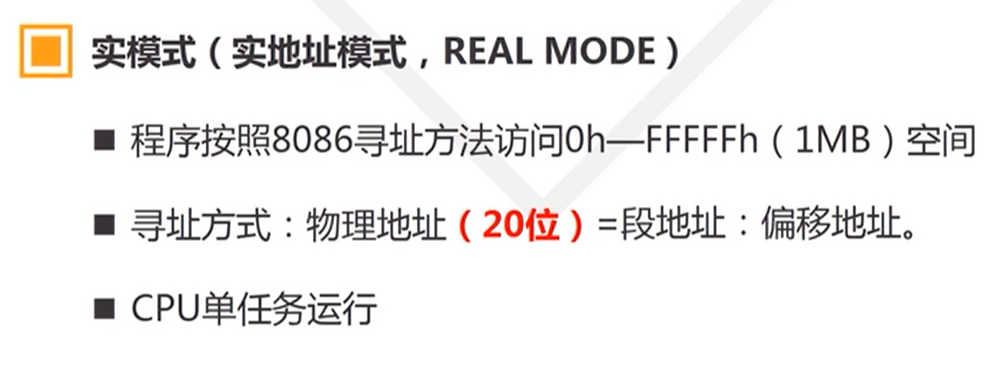 实模式（实地址模式，REAL MODE）
■ 程序按照8086寻址方法访问0h—FFFFFh（1MB）空间
■ 寻址方式：物理地址（20位）=段地址：偏移地址。
■ CPU单任务运行